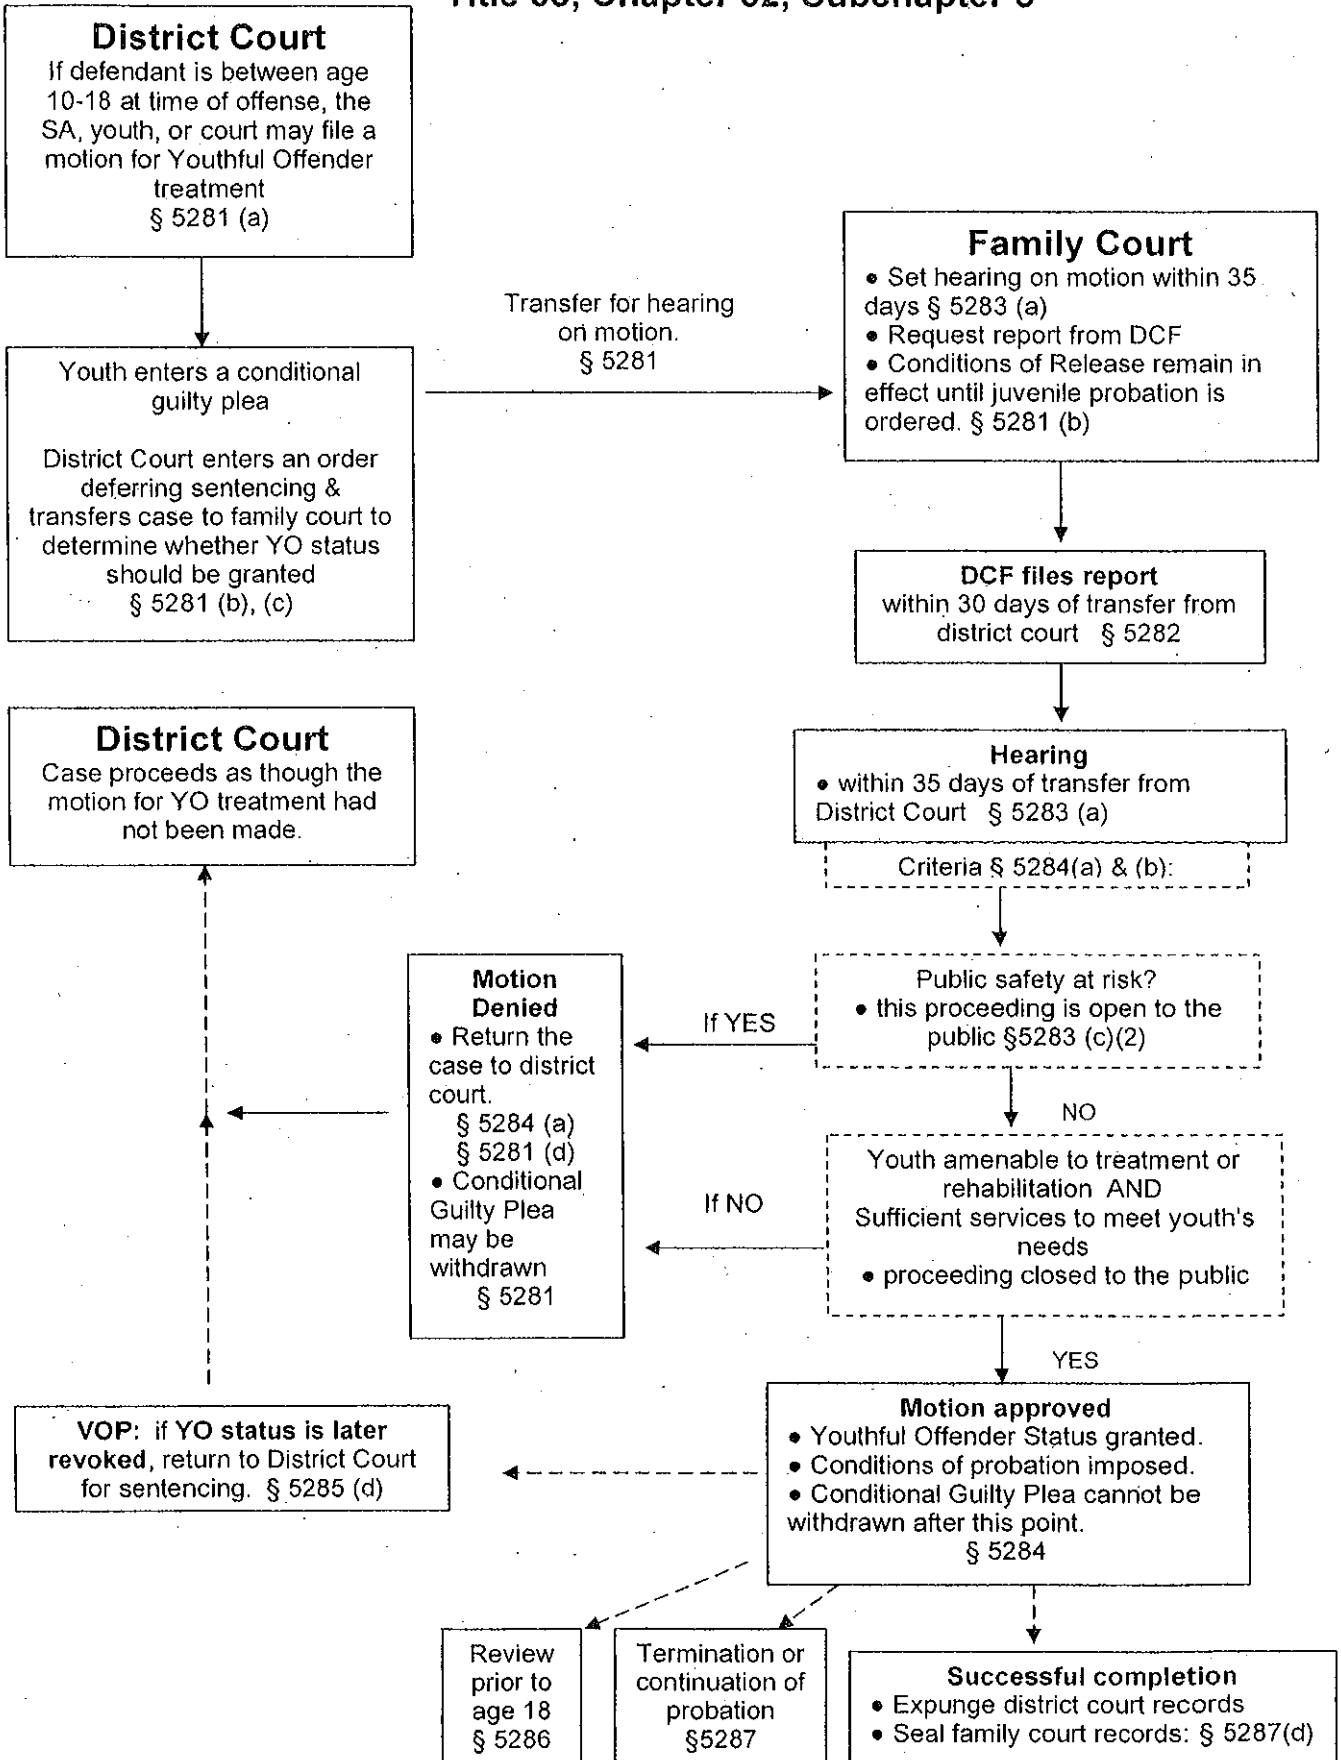 Title Chapter Subchapter
District Court
If defendant is between age
10-18 at time of offense, the
SA, youth, or court may file a
motion for Youthful Offender
treatment
§ 5281 (a)
Youth enters a conditional
guilty plea
District Court enters an order
deferring sentencing &
transfers case to family court to
determine whether YO status
should be granted
§ 5281 (b), (c)
Transfer for hearing
on motion.
§ 5281
Family Court
• Set hearing on motion within 35
days § 5283 (a)
• Request report from DCF
• Conditions of Release remain in
effect until juvenile probation is
ordered. § 5281 (b)
DCF files report
within 30 days of transfer from
district court § 5282
Hearing
• within 35 days of transfer from
District Court § 5283 (a)
Criteria § 5284(a) & (b):
Public safety at risk?
• this proceeding is open to the
public §5283 (c)(2)
If YES
NO
Youth amenable to treatment or
rehabilitation AND
Sufficient services to meet youth's
needs
• proceeding closed to the public
If NO
YES
Motion
Denied
• Return the
case to district
court.
§ 5284 (a)
§ 5281 (d)
• Conditional
Guilty Plea
may be
withdrawn
§ 5281
District Court
Case proceeds as though the
motion for YO treatment had
not been made.
Motion approved
• Youthful Offender Status granted.
• Conditions of probation imposed.
• Conditional Guilty Plea cannot be
withdrawn after this point.
§ 5284
VOP: if YO status is later
revoked, return to District Court
for sentencing. § 5285 (d)
Review
prior to
age 18
§ 5286
Termination or
continuation of
probation
§5287
Successful completion
• Expunge district court records
• Seal family court records: § 5287(d)